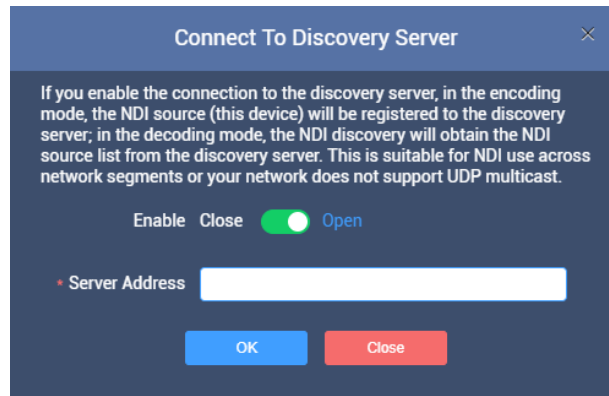 Connect To Discovery Server
If you enable the connection to the discovery server, in the encoding
mode, the NDI source (this device) will be registered to the discovery
server; in the decoding mode, the NDI discovery will obtain the NDI
source list from the discovery server. This is suitable for NDI use across
network segments or your network does not support UDP multicast.
Enable Close Open
* Server Address
OK Close